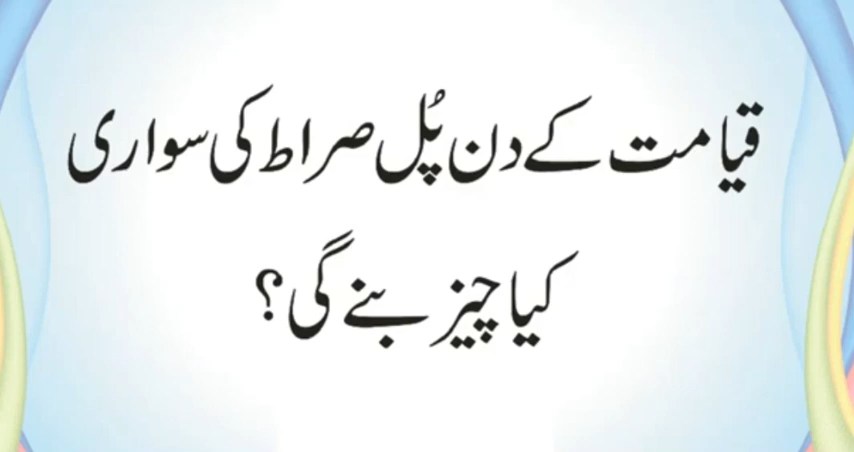 قیامت کے دن پُل صراط کی سواری
کیا چیز بنے گی؟